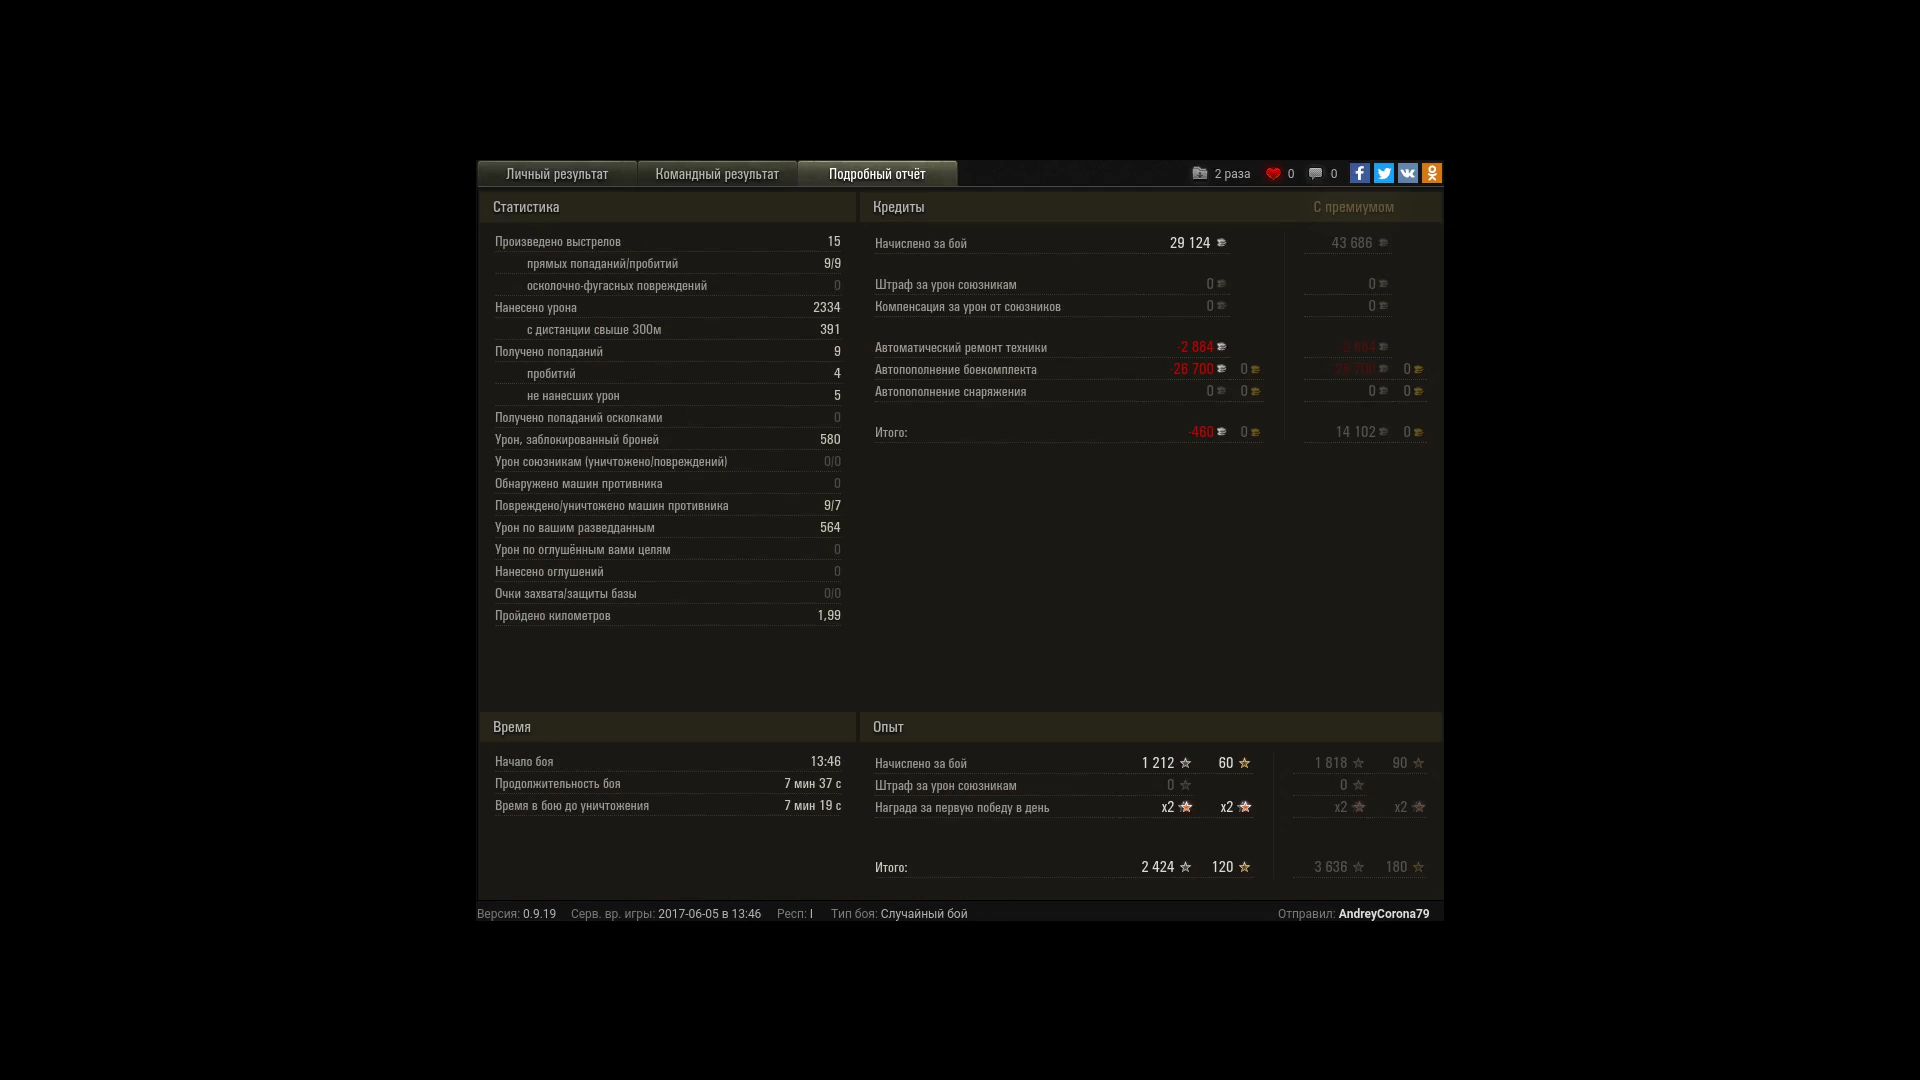 Личный результат Командный результат Подробный отчёт 2 раза 0 0
Статистика
Произведено выстрелов 15
прямых попаданий/пробитий 9/9
осколочно-фугасных повреждений 0
Нанесено урона 2334
с дистанции свыше 300м 391
Получено попаданий 9
пробитий 4
не нанесших урон 5
Получено попаданий осколками 0
Урон, заблокированный броней 580
Урон союзникам (уничтожено/повреждений) 0/0
Обнаружено машин противника 0
Повреждено/уничтожено машин противника 9/7
Урон по вашим разведданным 564
Урон по оглушённым вами целям 0
Нанесено оглушений 0
Очки захвата/защиты базы 0/0
Пройдено километров 1,99
Кредиты С премиумом
Начислено за бой 29 124 43 686
Штраф за урон союзникам 0 0
Компенсация за урон от союзников 0 0
Автоматический ремонт техники -2 884 -2 884
Автопополнение боекомплекта -26 700 0 -26 700 0
Автопополнение снаряжения 0 0 0 0
Итого: -460 0 14 102 0
Время
Начало боя 13:46
Продолжительность боя 7 мин 37 с
Время в бою до уничтожения 7 мин 19 с
Опыт
Начислено за бой 1 212 60 1 818 90
Штраф за урон союзникам 0 0
Награда за первую победу в день x2 x2 x2 x2
Итого: 2 424 120 3 636 180
Версия: 0.9.19 Серв. вр. игры: 2017-06-05 в 13:46 Респ: I Тип боя: Случайный бой Отправил: AndreyCorona79